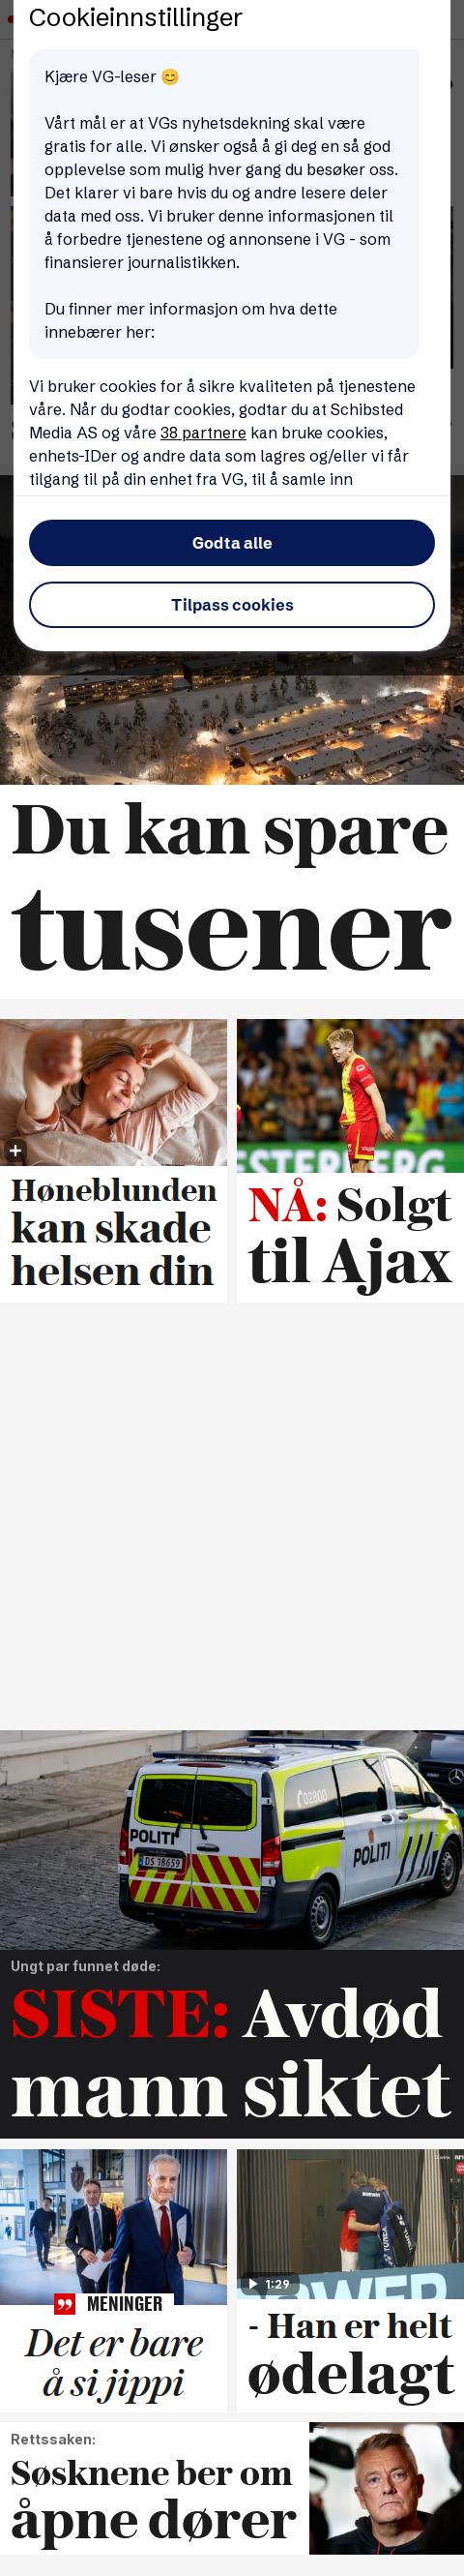 Cookieinnstillinger
Kjære VG-leser 😊
Vårt mål er at VGs nyhetsdekning skal være
gratis for alle. Vi ønsker også å gi deg en så god
opplevelse som mulig hver gang du besøker oss.
Det klarer vi bare hvis du og andre lesere deler
data med oss. Vi bruker denne informasjonen til
å forbedre tjenestene og annonsene i VG - som
finansierer journalistikken.
Du finner mer informasjon om hva dette
innebærer her:
Vi bruker cookies for å sikre kvaliteten på tjenestene
våre. Når du godtar cookies, godtar du at Schibsted
Media AS og våre 38 partnere kan bruke cookies,
enhets-IDer og andre data som lagres og/eller vi får
tilgang til på din enhet fra VG, til å samle inn
Godta alle
Tilpass cookies
Du kan spare
tusener
Høneblunden
kan skade
helsen din
NÅ: Solgt
til Ajax
02800
POLITI
POLITI
DS 18659
Ungt par funnet døde:
SISTE: Avdød
mann siktet
MENINGER
Det er bare
å si jippi
YONEX
1:29
- Han er helt
ødelagt
Rettssaken:
Søsknene ber om
åpne dører